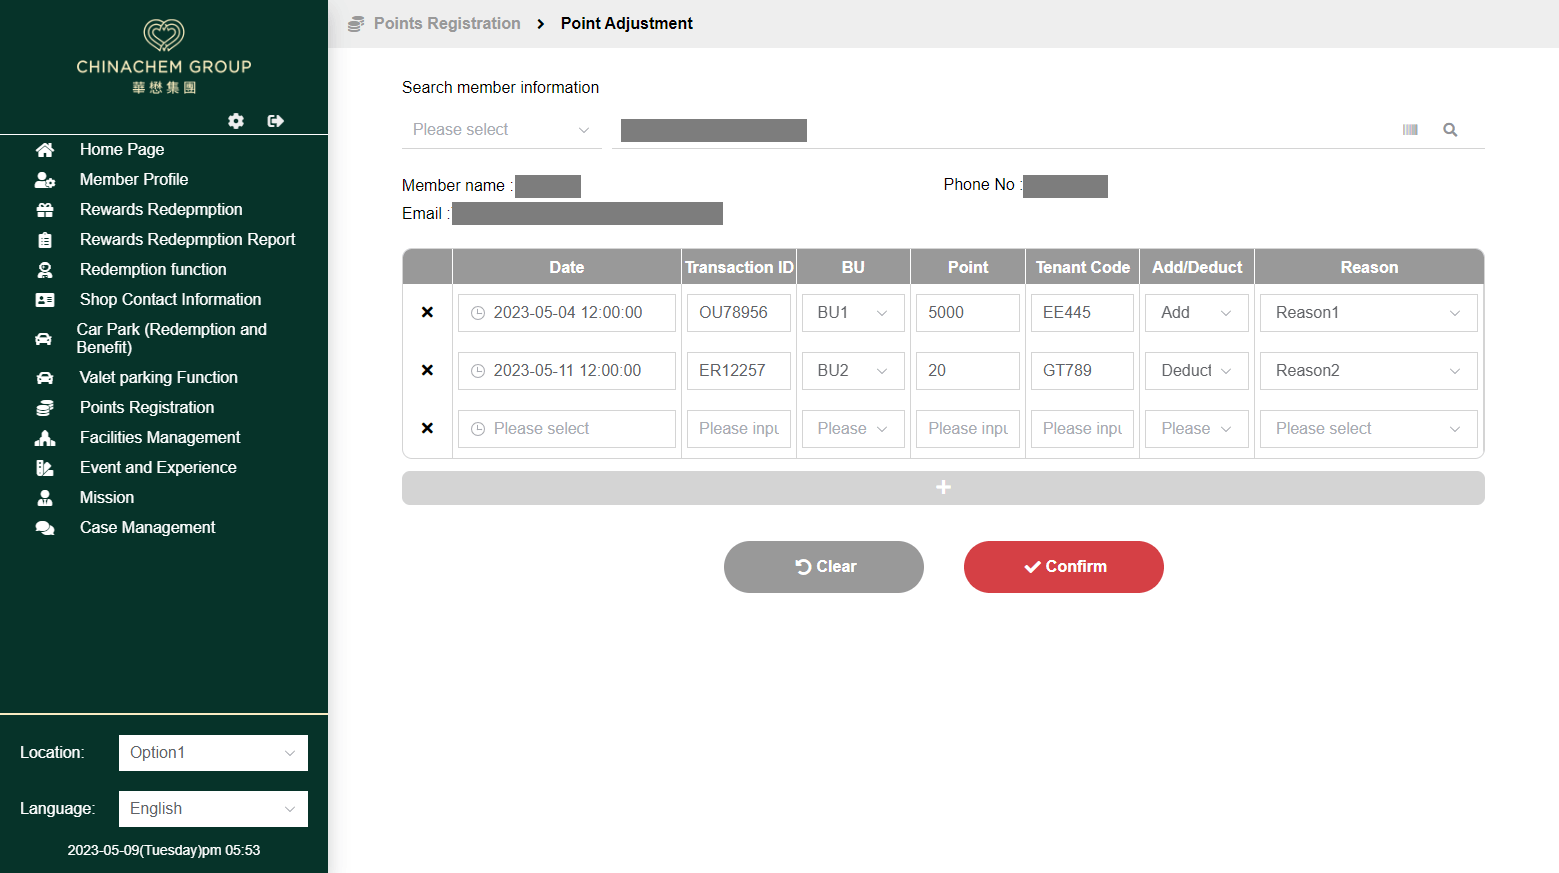 CHINACHEM GROUP
華懋集團
Home Page
Member Profile
Rewards Redepmption
Rewards Redepmption Report
Redemption function
Shop Contact Information
Car Park (Redemption and
Benefit)
Valet parking Function
Points Registration
Facilities Management
Event and Experience
Mission
Case Management
Location: Option1
Language: English
2023-05-09(Tuesday)pm 05:53
Points Registration Point Adjustment
Search member information
Please select
Member name : Phone No :
Email :
Date Transaction ID BU Point Tenant Code Add/Deduct Reason
2023-05-04 12:00:00 OU78956 BU1 5000 EE445 Add Reason1
2023-05-11 12:00:00 ER12257 BU2 20 GT789 Deduct Reason2
Please select Please inpu Please Please inpu Please inpu Please Please select
Clear Confirm